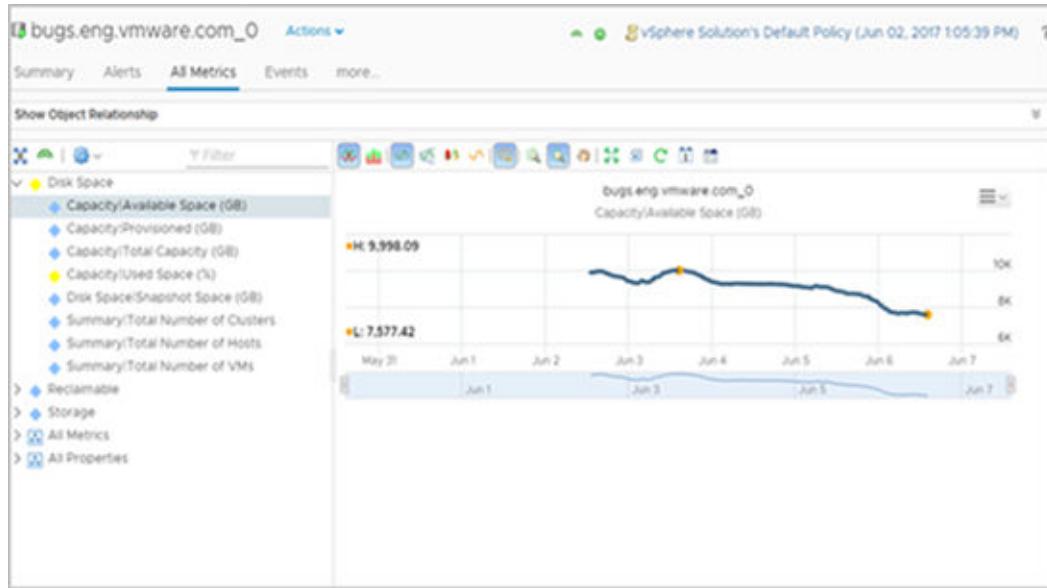 bugs.eng.vmware.com_0 Actions vSphere Solution's Default Policy (Jun 02, 2017 1:05:39 PM) ?
Summary Alerts All Metrics Events more...
Show Object Relationship
Filter
Disk Space
Capacity|Available Space (GB)
Capacity|Provisioned (GB)
Capacity|Total Capacity (GB)
Capacity|Used Space (%)
Disk Space|Snapshot Space (GB)
Summary|Total Number of Clusters
Summary|Total Number of Hosts
Summary|Total Number of VMs
Reclaimable
Storage
All Metrics
All Properties
bugs.eng.vmware.com_0
Capacity|Available Space (GB)
H: 9,998.09
10K
8K
L: 7,577.42
6K
May 31 Jun 1 Jun 2 Jun 3 Jun 4 Jun 5 Jun 6 Jun 7
Jun 1 Jun 3 Jun 5 Jun 7